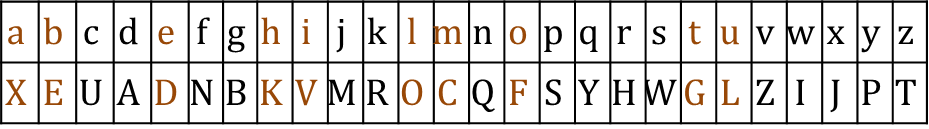 a b c d e f g h i j k l m n o p q r s t u v w x y z
X E U A D N B K V M R O C Q F S Y H W G L Z I J P T